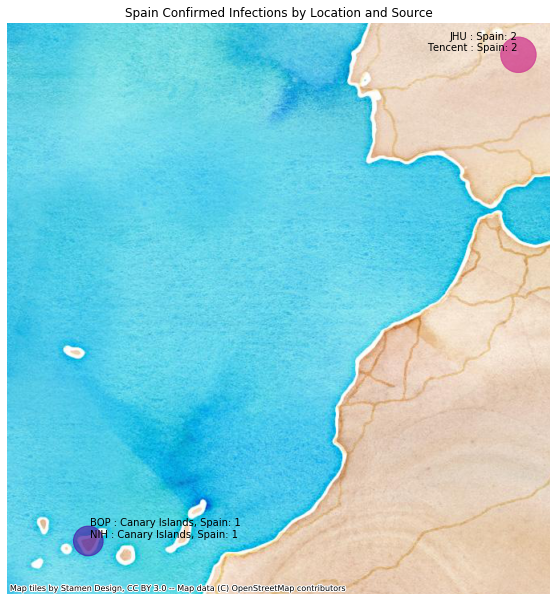 Spain Confirmed Infections by Location and Source
JHU : Spain: 2
Tencent : Spain: 2
BOP : Canary Islands, Spain: 1
NIH : Canary Islands, Spain: 1
Map tiles by Stamen Design, CC BY 3.0 -- Map data (C) OpenStreetMap contributors